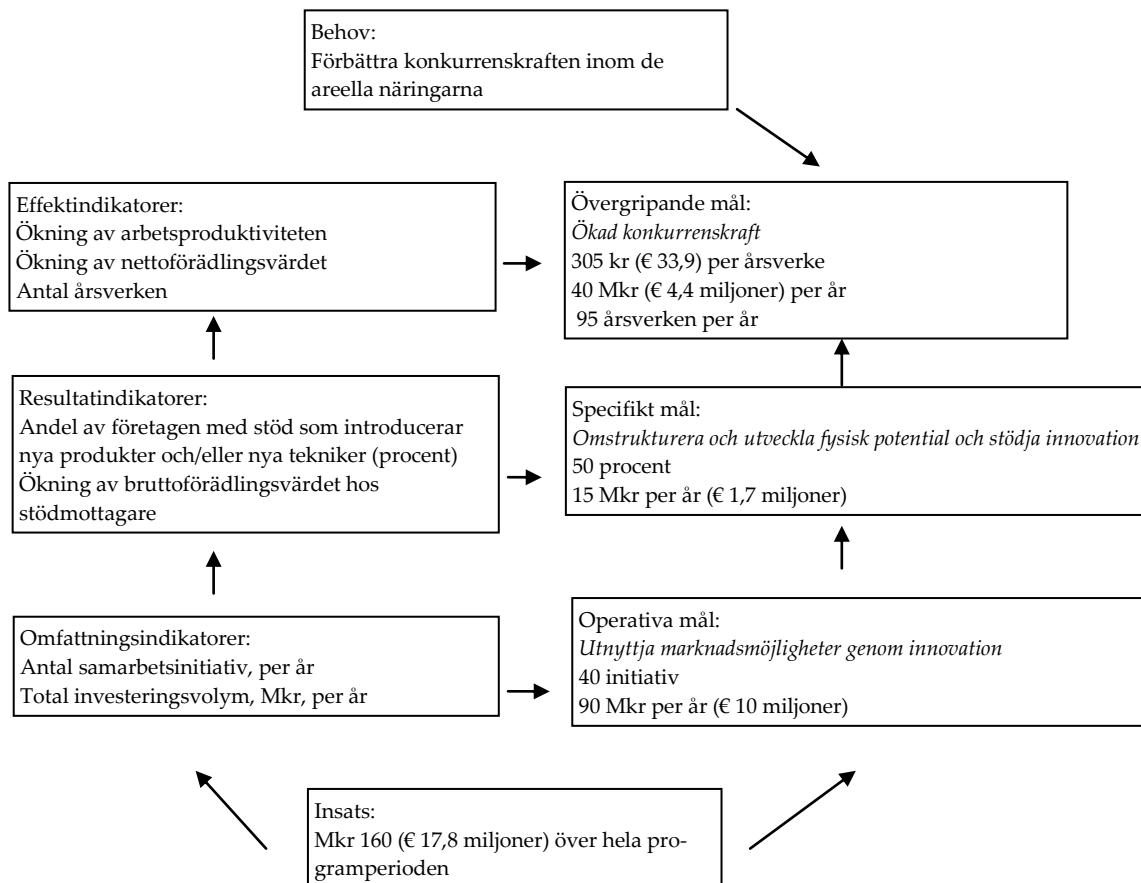 Behov:
Förbättra konkurrenskraften inom de
areella näringarna
Effektindikatorer:
Ökning av arbetsproduktiviteten
Ökning av nettoförädlingsvärdet
Antal årsverken
Övergripande mål:
Ökad konkurrenskraft
305 kr (€ 33,9) per årsverke
40 Mkr (€ 4,4 miljoner) per år
95 årsverken per år
Resultatindikatorer:
Andel av företagen med stöd som introducerar
nya produkter och/eller nya tekniker (procent)
Ökning av bruttoförädlingsvärdet hos
stödmottagare
Specifikt mål:
Omstrukturera och utveckla fysisk potential och stödja innovation
50 procent
15 Mkr per år (€ 1,7 miljoner)
Omfattningsindikatorer:
Antal samarbetsinitiativ, per år
Total investeringsvolym, Mkr, per år
Operativa mål:
Utnyttja marknadsmöjligheter genom innovation
40 initiativ
90 Mkr per år (€ 10 miljoner)
Insats:
Mkr 160 (€ 17,8 miljoner) över hela pro-
gramperioden